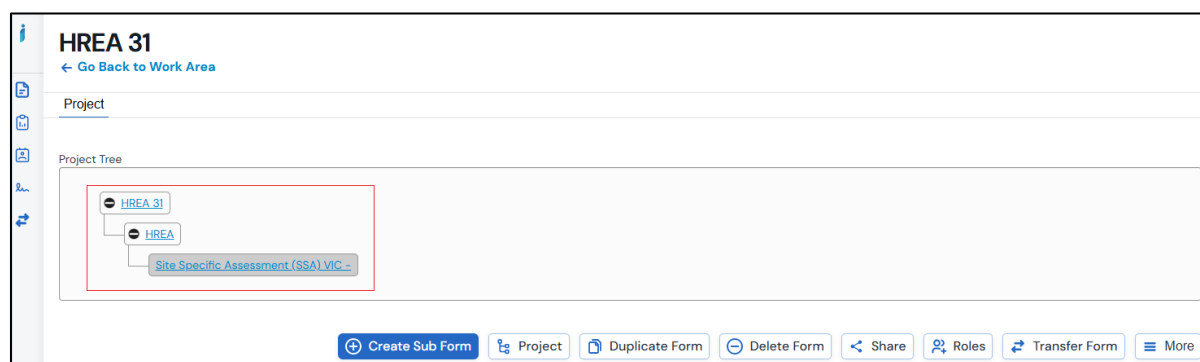 HREA 31
← Go Back to Work Area
Project
Project Tree
HREA 31
HREA
Site Specific Assessment (SSA) VIC -
Create Sub Form Project Duplicate Form Delete Form Share Roles Transfer Form More